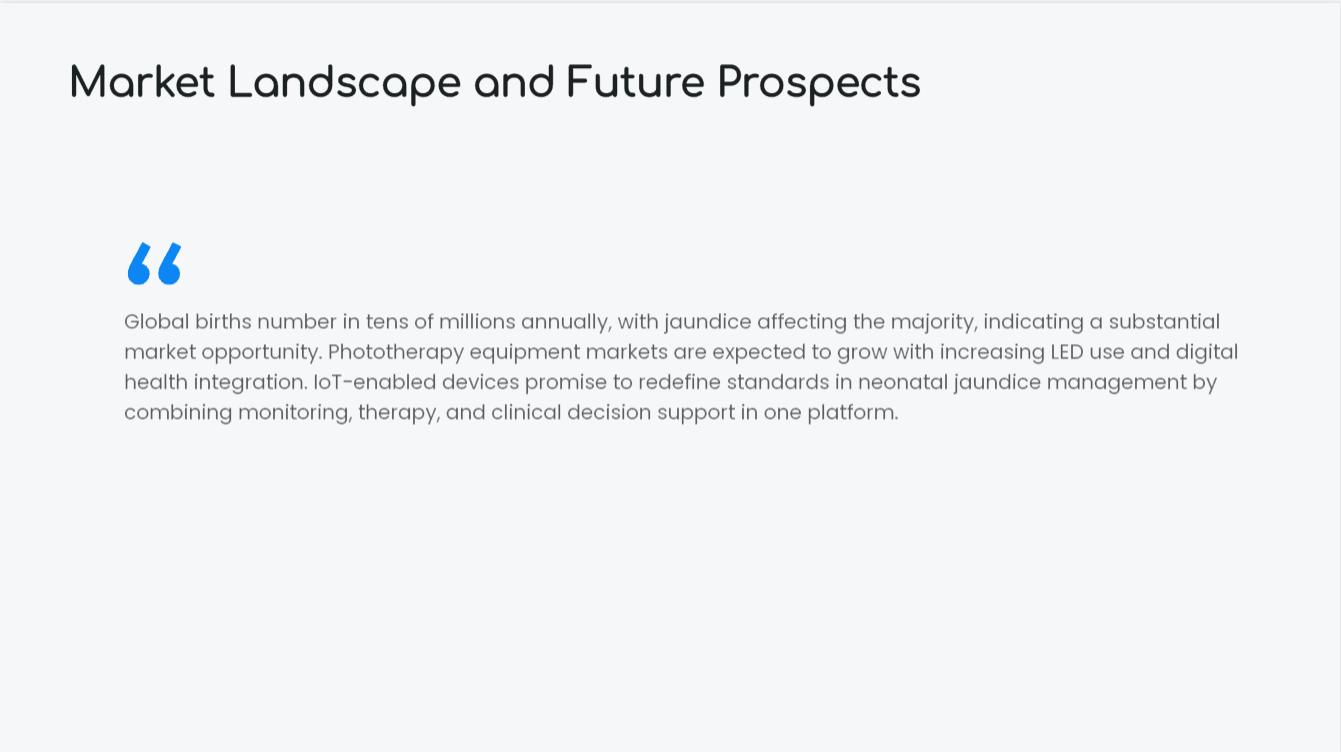 Market Landscape and Future Prospects
“
Global births number in tens of millions annually, with jaundice affecting the majority, indicating a substantial
market opportunity. Phototherapy equipment markets are expected to grow with increasing LED use and digital
health integration. IoT-enabled devices promise to redefine standards in neonatal jaundice management by
combining monitoring, therapy, and clinical decision support in one platform.